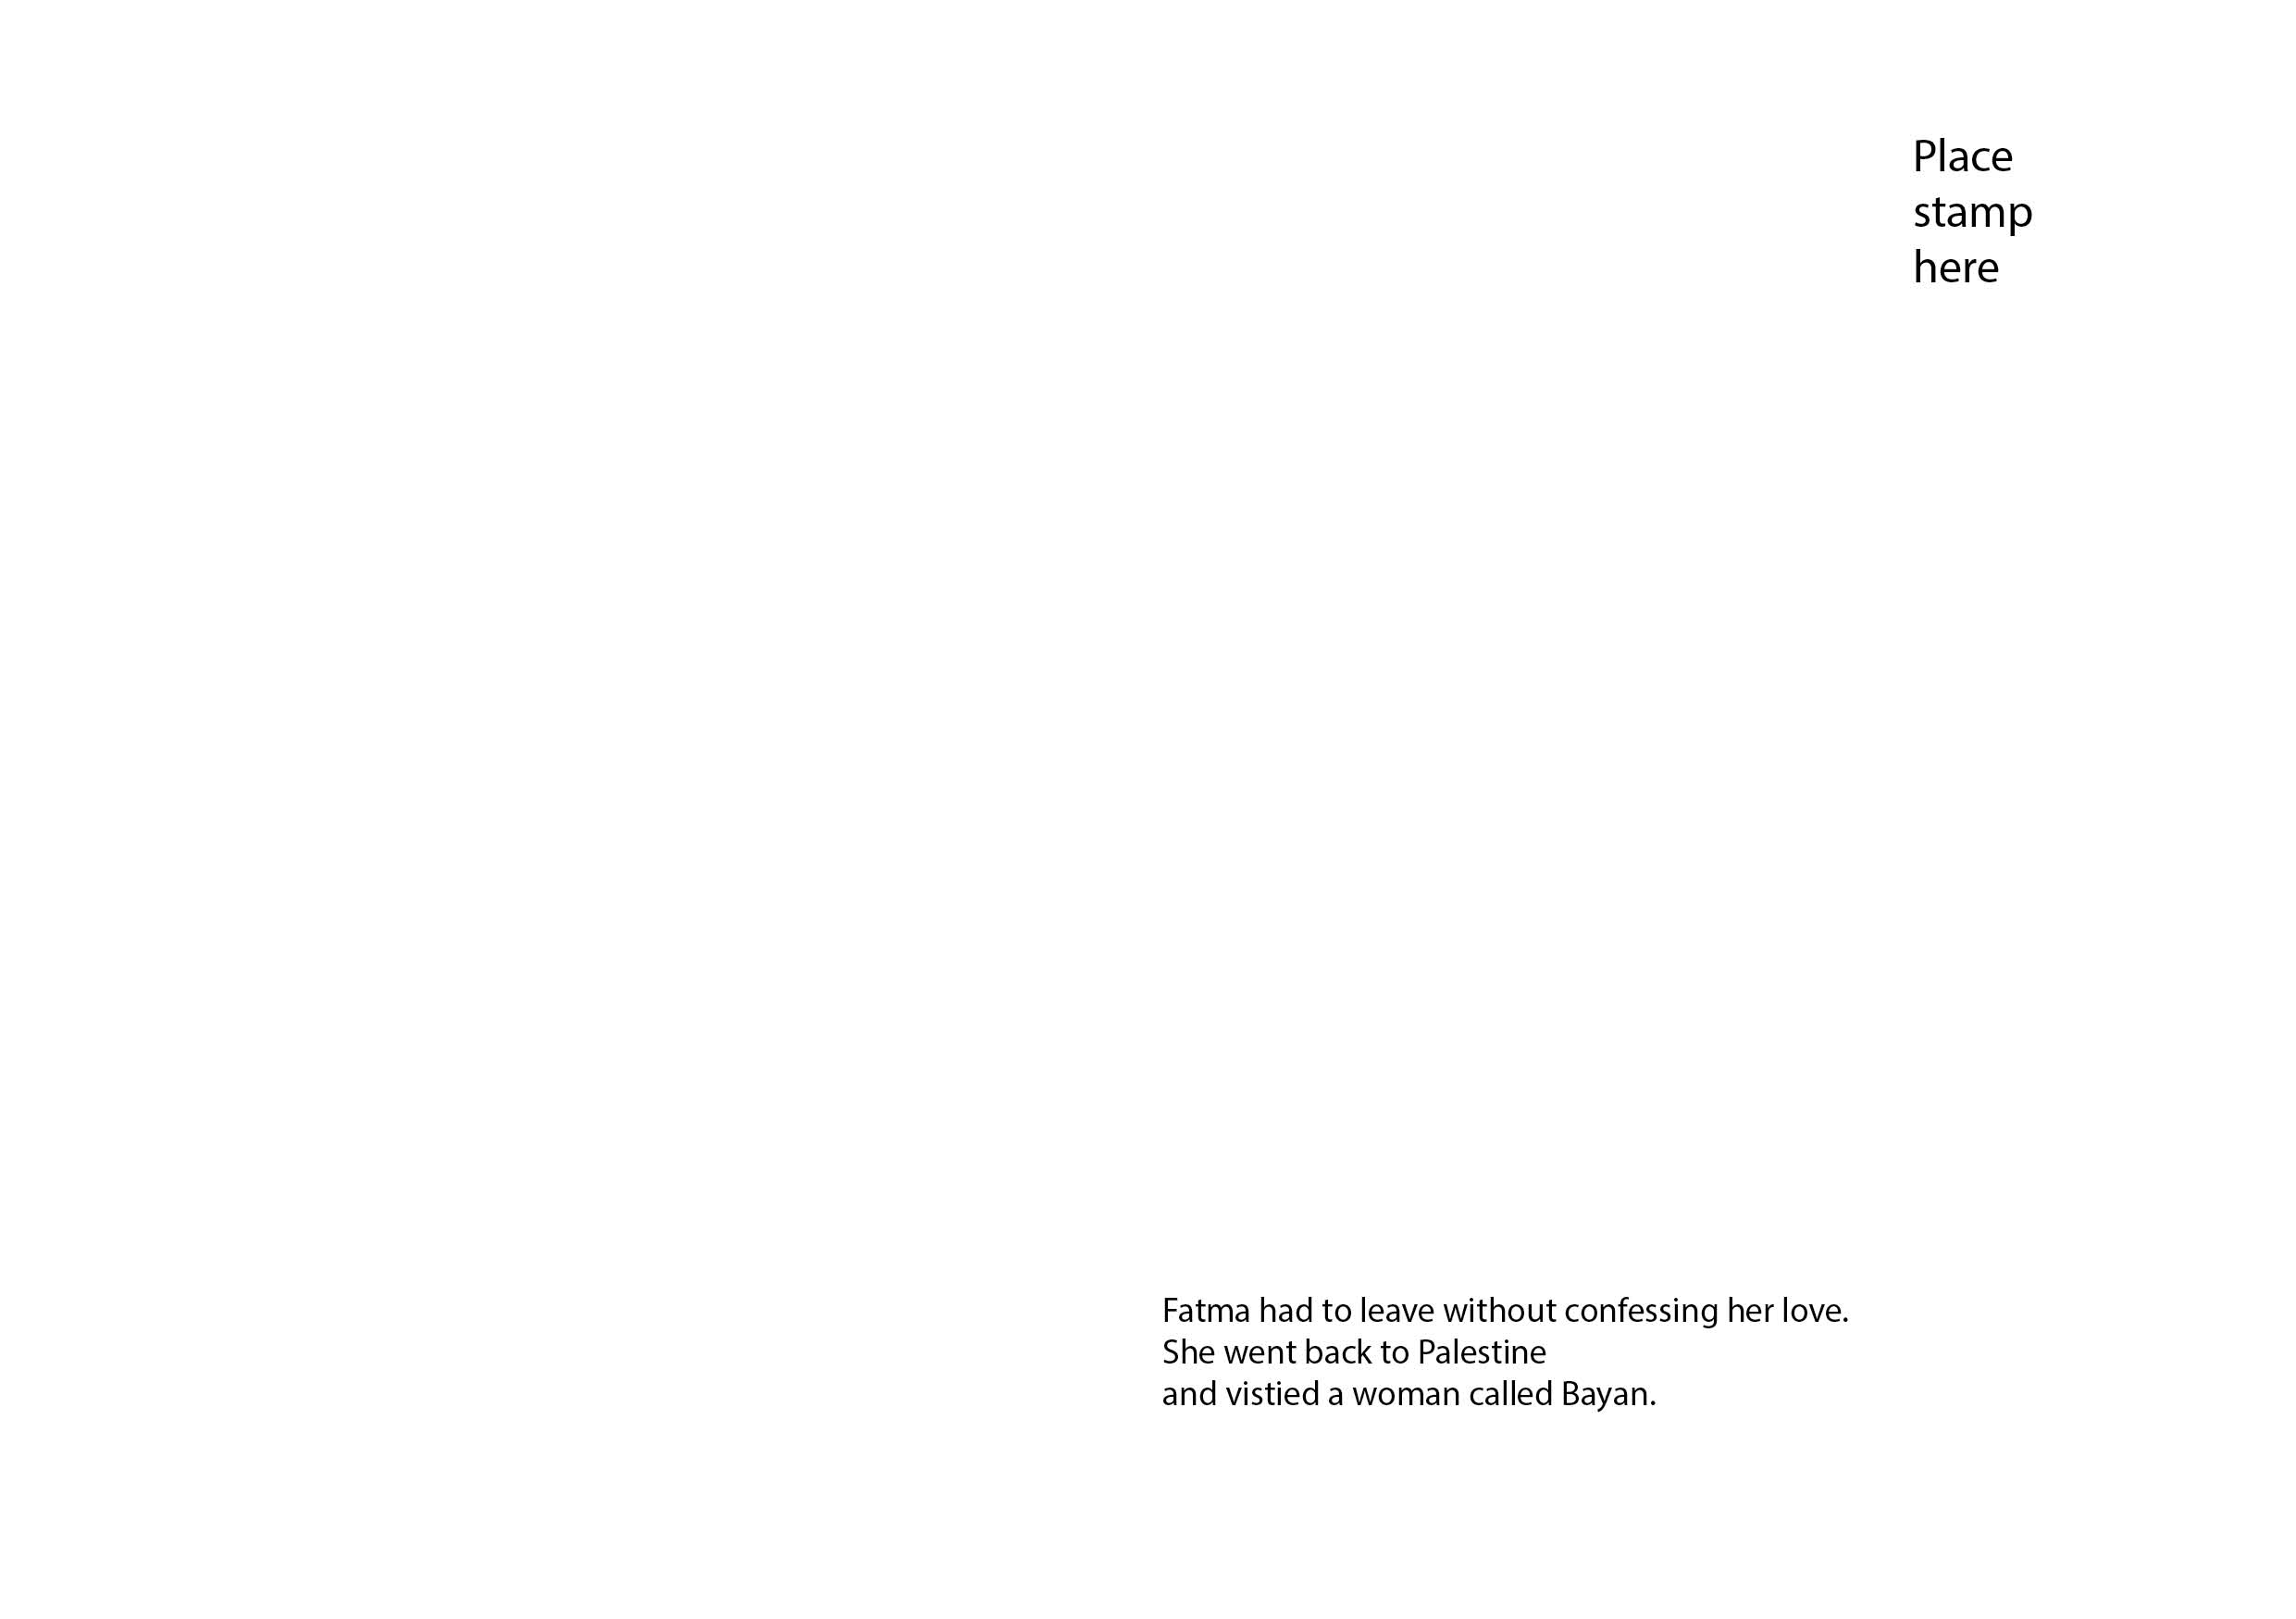 Place
stamp
here
Fatma had to leave without confessing her love.
She went back to Palestine
and vistied a woman called Bayan.